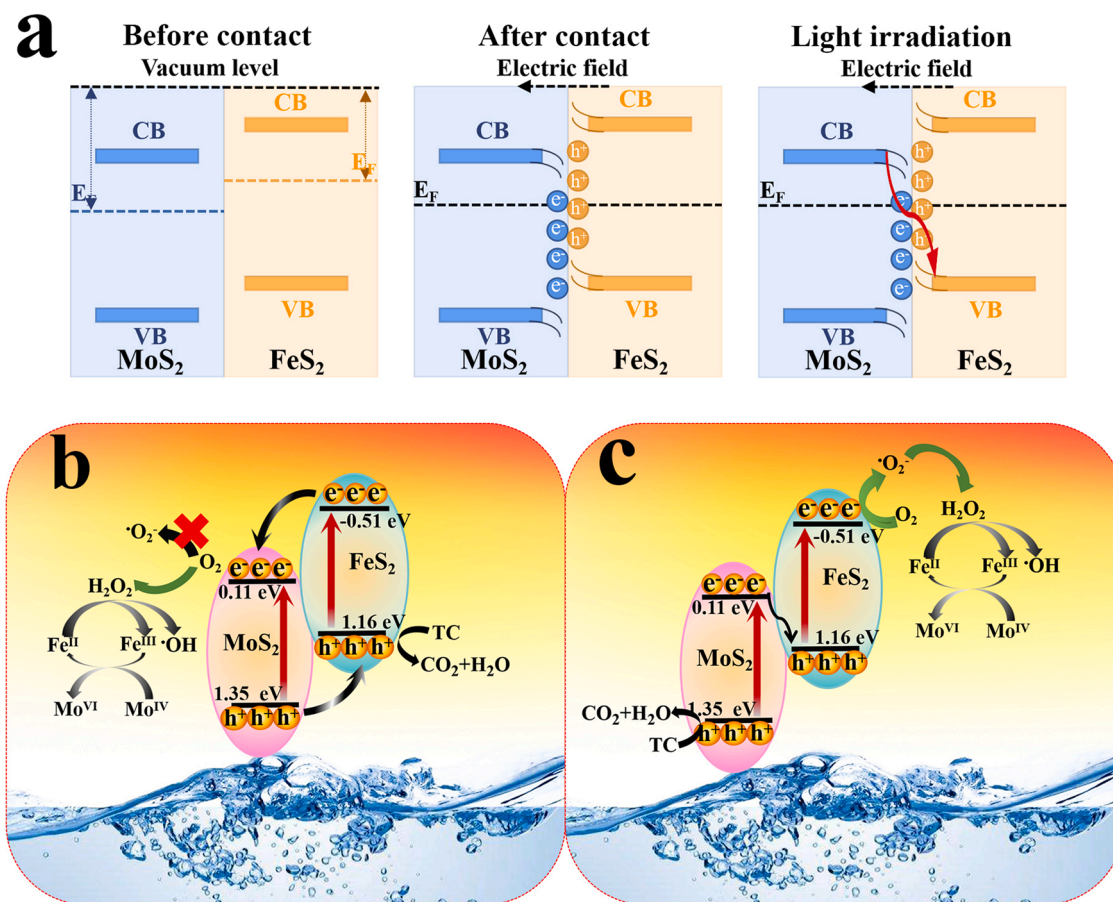 a
Before contact
After contact
Light irradiation
Vacuum level
Electric field
Electric field
CB
CB
E_F
E_F
VB
VB
MoS₂
FeS₂
CB
CB
h⁺
h⁺
E_F
e⁻
e⁻
h⁺
e⁻
e⁻
VB
VB
MoS₂
FeS₂
CB
CB
h⁺
h⁺
E_F
e⁻
h⁺
e⁻
h⁺
e⁻
e⁻
VB
VB
MoS₂
FeS₂
b
e⁻ e⁻ e⁻
-0.51 eV
·O₂⁻
O₂
FeS₂
e⁻ e⁻ e⁻
0.11 eV
H₂O₂
1.16 eV
TC
h⁺ h⁺ h⁺
Feᴵᴵ
Feᴵᴵᴵ ·OH
MoS₂
CO₂+H₂O
1.35 eV
Moⱽᴵ
Moᴵⱽ
h⁺ h⁺ h⁺
c
·O₂⁻
e⁻ e⁻ e⁻
O₂
H₂O₂
-0.51 eV
Feᴵᴵ
Feᴵᴵᴵ ·OH
FeS₂
e⁻ e⁻ e⁻
0.11 eV
1.16 eV
Moⱽᴵ
Moᴵⱽ
MoS₂
h⁺ h⁺ h⁺
CO₂+H₂O
1.35 eV
TC
h⁺ h⁺ h⁺